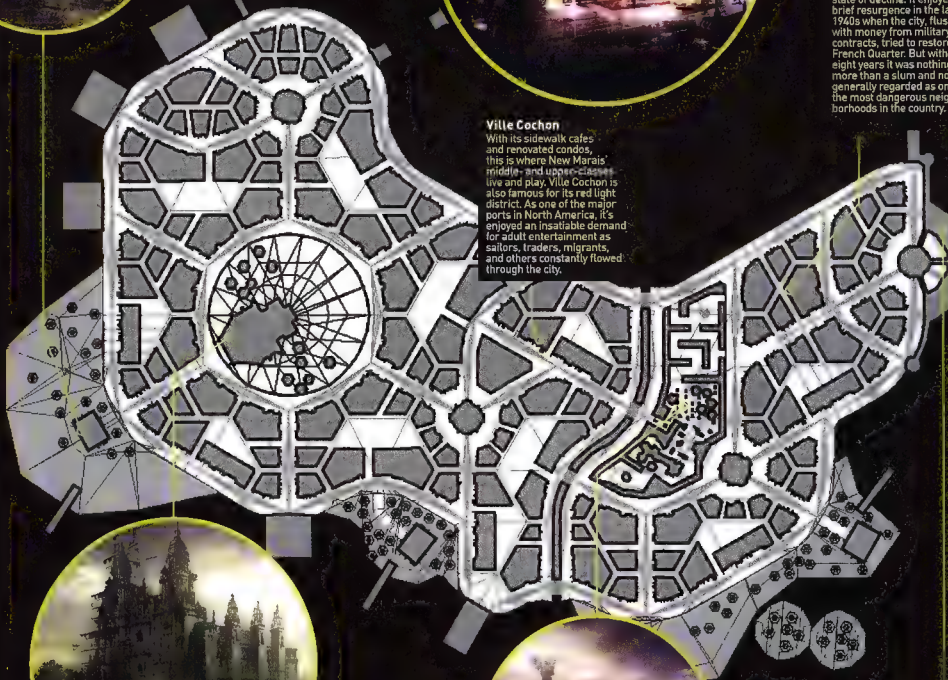 brief resurgence in the la
1940s when the city, flus
with money from military
contracts, tried to restor
French Quarter. But with
eight years it was nothing
more than a slum and no
generally regarded as on
the most dangerous neig
borhoods in the country.
Ville Cochon
With its sidewalk cafes
and renovated condos,
this is where New Marais'
middle- and upper-classes
live and play. Ville Cochon is
also famous for its red light
district. As one of the major
ports in North America, it's
enjoyed an insatiable demand
for adult entertainment as
sailors, traders, migrants,
and others constantly flowed
through the city.